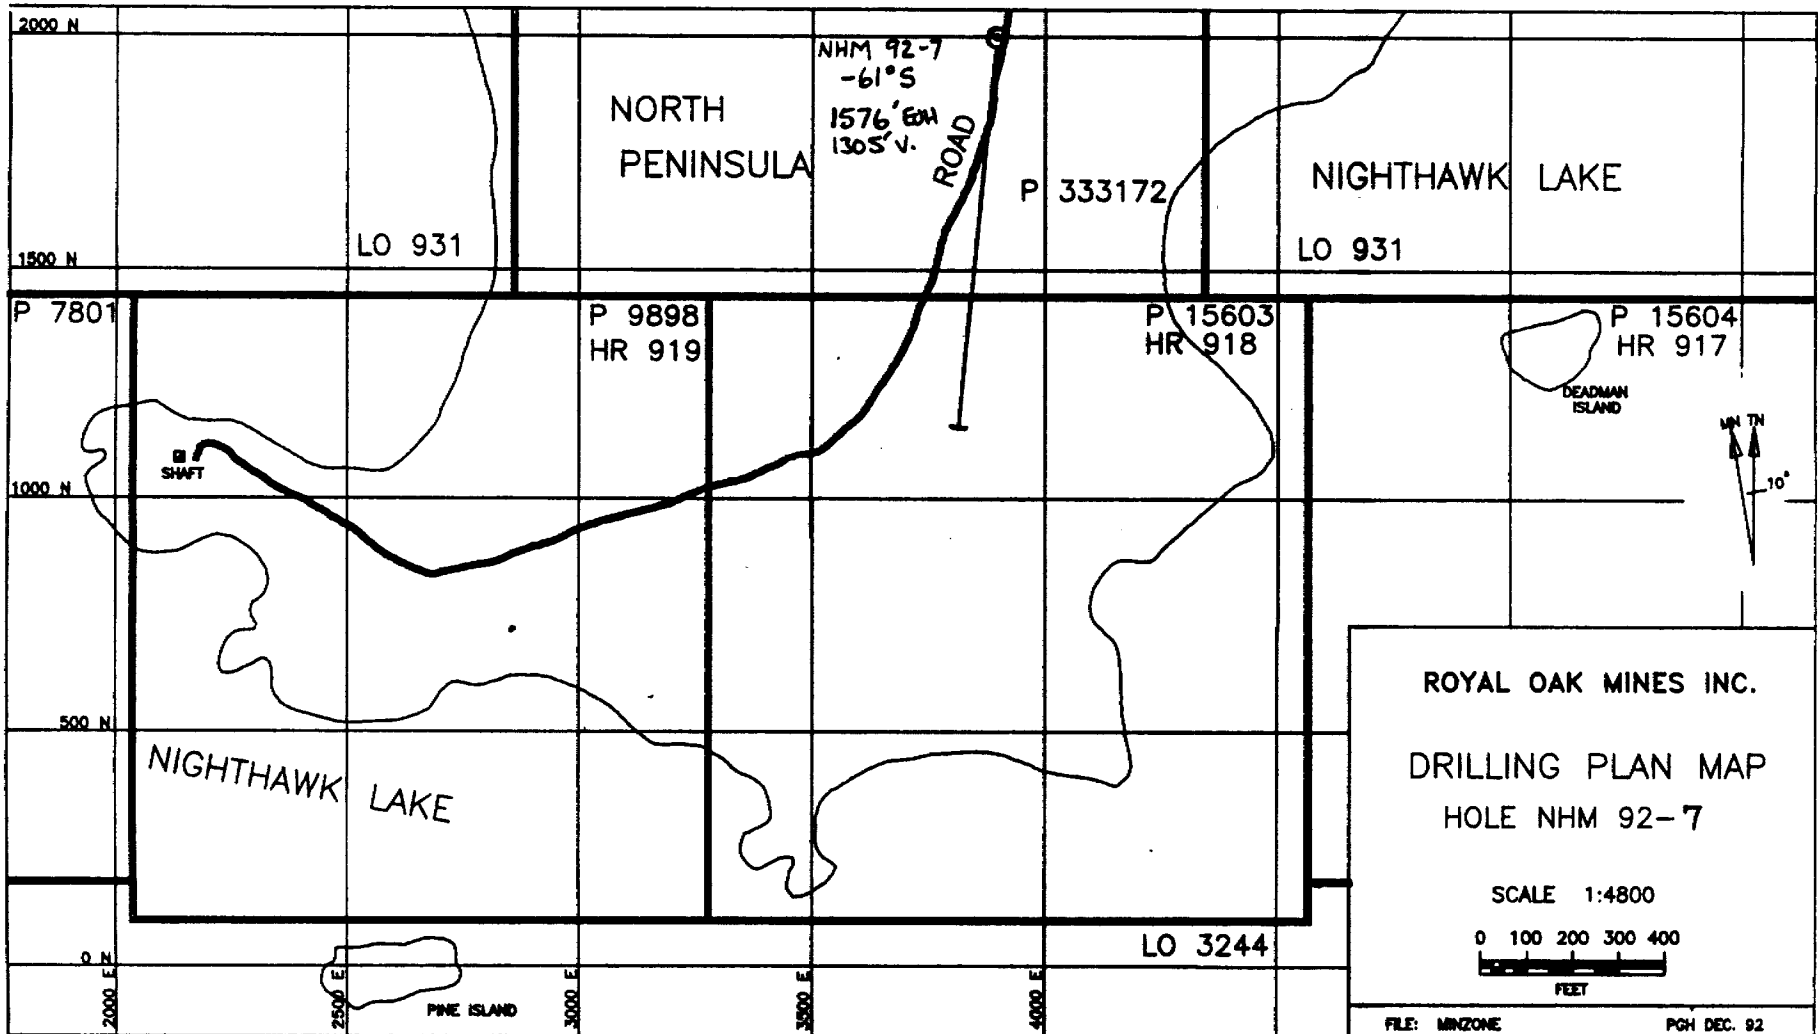 2000 N
NHM 92-7
-61°S
1576' EOH
1305' V.
NORTH
PENINSULA
ROAD
P 333172
NIGHTHAWK LAKE
LO 931
LO 931
1500 N
P 7801
P 9898
HR 919
P 15603
HR 918
P 15604
HR 917
DEADMAN
ISLAND
MN TN
10°
SHAFT
1000 N
500 N
NIGHTHAWK LAKE
ROYAL OAK MINES INC.
DRILLING PLAN MAP
HOLE NHM 92-7
SCALE 1:4800
0 100 200 300 400
FEET
LO 3244
0 N
2000 E
2500 E
3000 E
3500 E
4000 E
PINE ISLAND
FILE: MINZONE
PGH DEC. 92